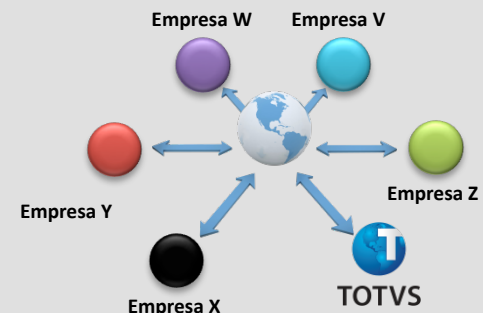 Empresa W
Empresa V
Empresa Y
Empresa Z
Empresa X
T
TOTVS